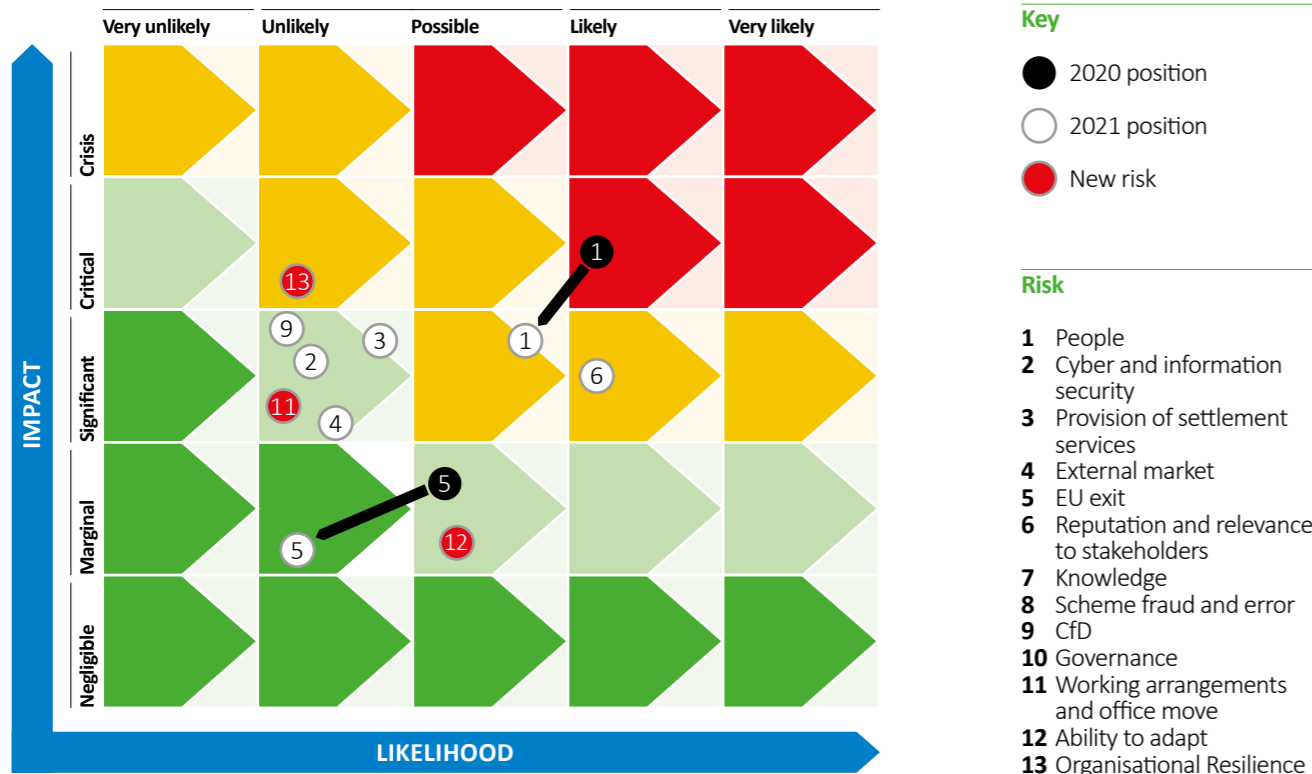 Very unlikely
Unlikely
Possible
Likely
Very likely
IMPACT
Crisis
Critical
Significant
Marginal
Negligible
1
13
9
3
1
2
6
11
4
5
12
5
LIKELIHOOD
Key
2020 position
2021 position
New risk
Risk
1 People
2 Cyber and information
security
3 Provision of settlement
services
4 External market
5 EU exit
6 Reputation and relevance
to stakeholders
7 Knowledge
8 Scheme fraud and error
9 CfD
10 Governance
11 Working arrangements
and office move
12 Ability to adapt
13 Organisational Resilience